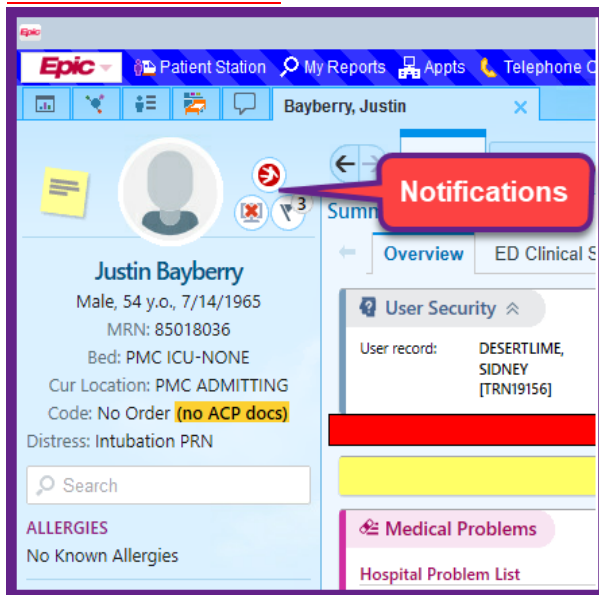 Epic
Epic Patient Station My Reports Appts Telephone C
Bayberry, Justin
Notifications
3
Summ
Overview ED Clinical S
Justin Bayberry
Male, 54 y.o., 7/14/1965
MRN: 85018036
Bed: PMC ICU-NONE
Cur Location: PMC ADMITTING
Code: No Order (no ACP docs)
Distress: Intubation PRN
Search
ALLERGIES
No Known Allergies
User Security
User record: DESERTLIME,
SIDNEY
[TRN19156]
Medical Problems
Hospital Problem List